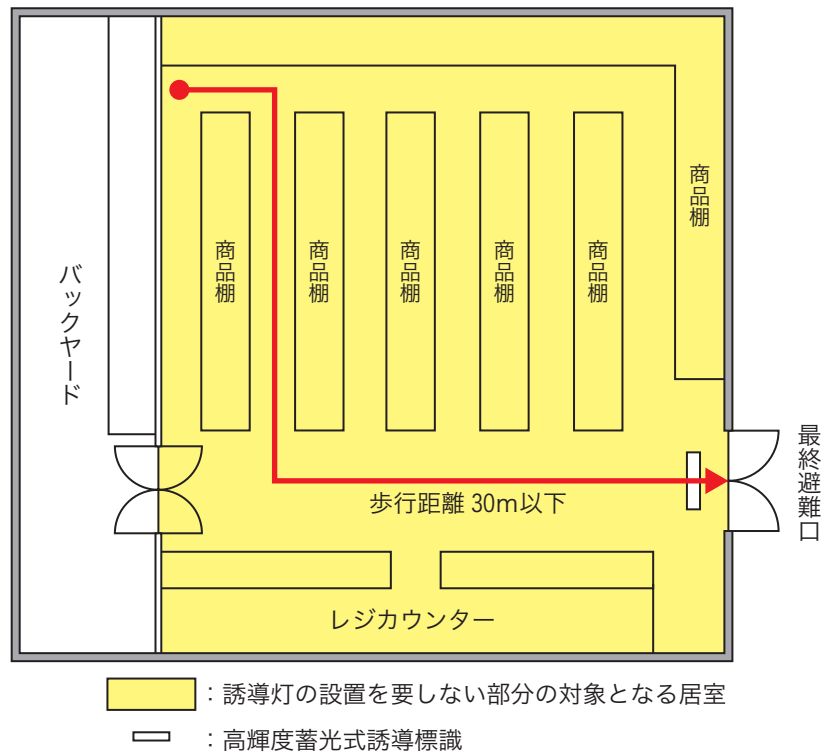 商品棚
商品棚
商品棚
商品棚
商品棚
商品棚
バックヤード
最終避難口
歩行距離 30m以下
レジカウンター
：誘導灯の設置を要しない部分の対象となる居室
：高輝度蓄光式誘導標識